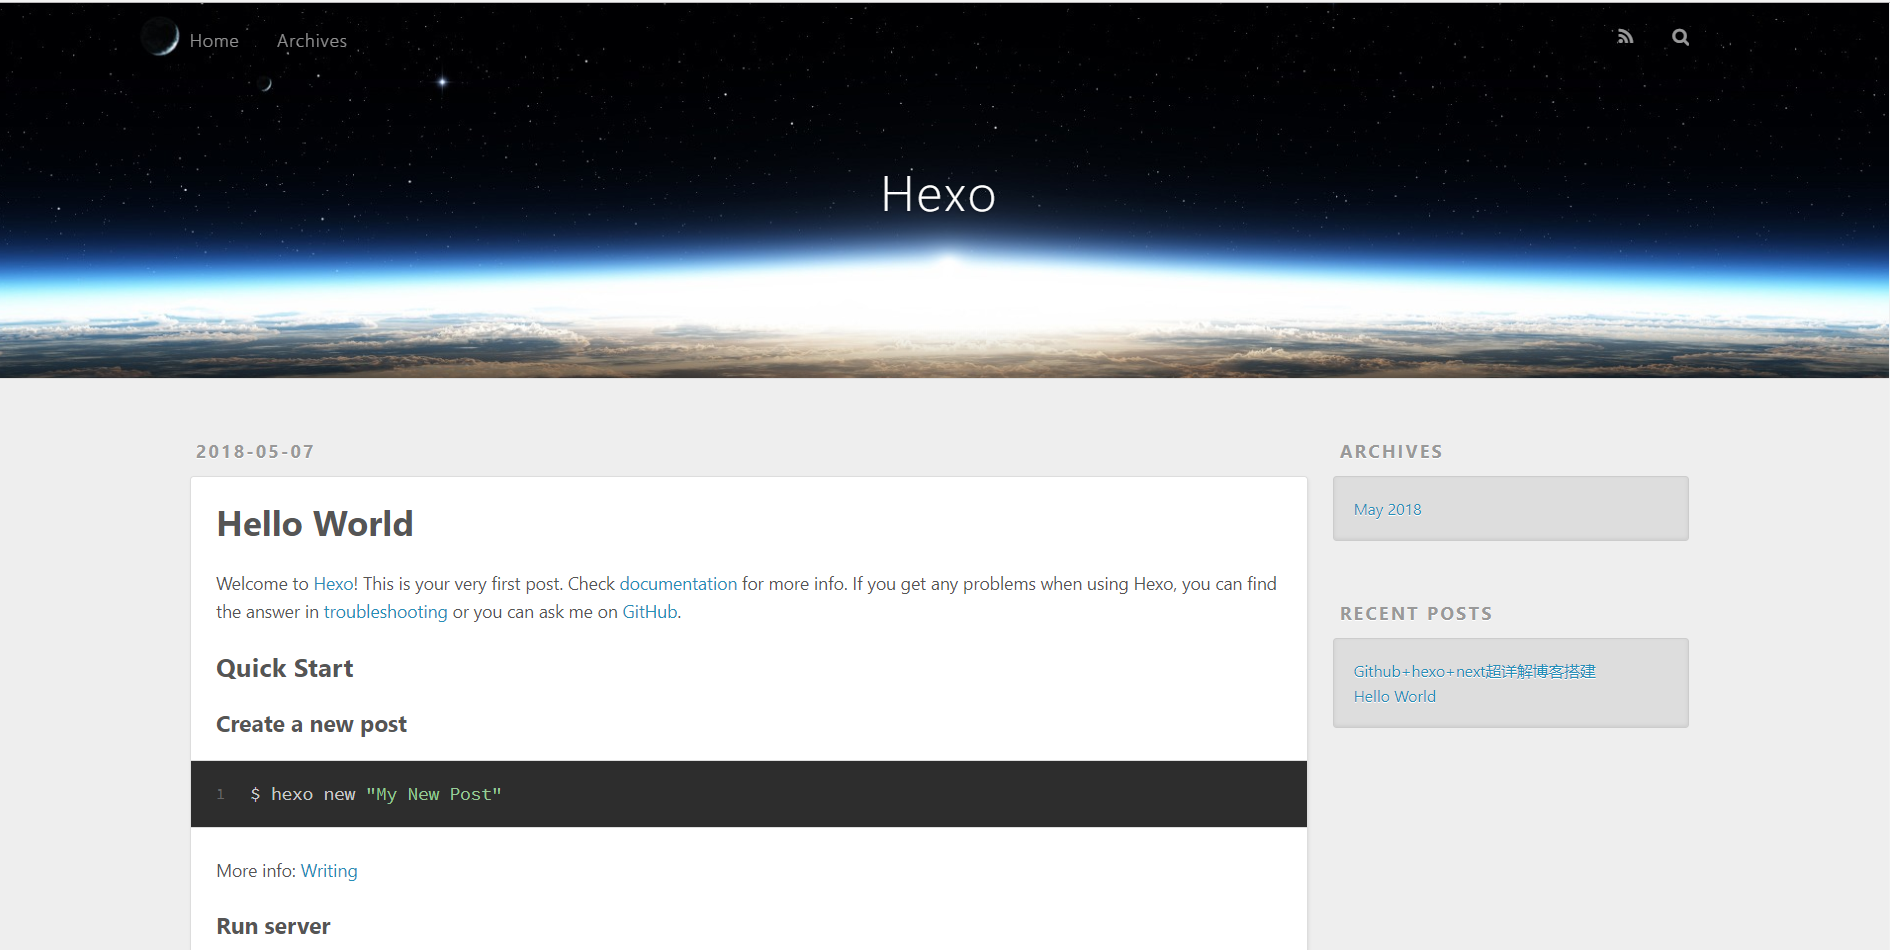 Home Archives
Hexo
2018-05-07
Hello World
Welcome to Hexo! This is your very first post. Check documentation for more info. If you get any problems when using Hexo, you can find
the answer in troubleshooting or you can ask me on GitHub.
Quick Start
Create a new post
1 $ hexo new "My New Post"
More info: Writing
Run server
ARCHIVES
May 2018
RECENT POSTS
Github+hexo+next超详解博客搭建
Hello World